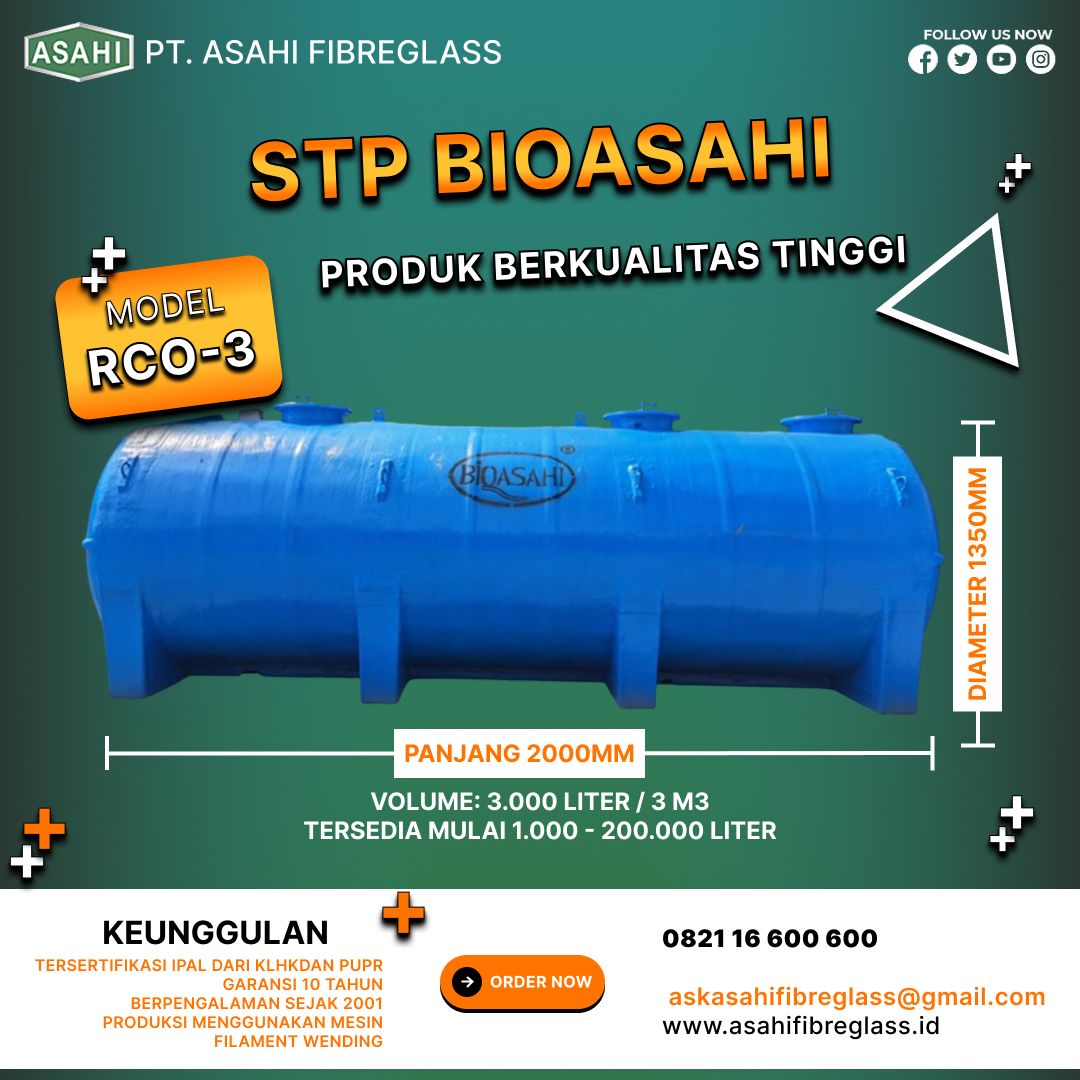 ASAHI
PT. ASAHI FIBREGLASS
FOLLOW US NOW
STP BIOASAHI
PRODUK BERKUALITAS TINGGI
MODEL
RCO-3
BIOASAHI
®
DIAMETER 1350MM
PANJANG 2000MM
VOLUME: 3.000 LITER / 3 M3
TERSEDIA MULAI 1.000 - 200.000 LITER
KEUNGGULAN
TERSERTIFIKASI IPAL DARI KLHKDAN PUPR
GARANSI 10 TAHUN
BERPENGALAMAN SEJAK 2001
PRODUKSI MENGGUNAKAN MESIN
FILAMENT WENDING
ORDER NOW
0821 16 600 600
askasahifibreglass@gmail.com
www.asahifibreglass.id